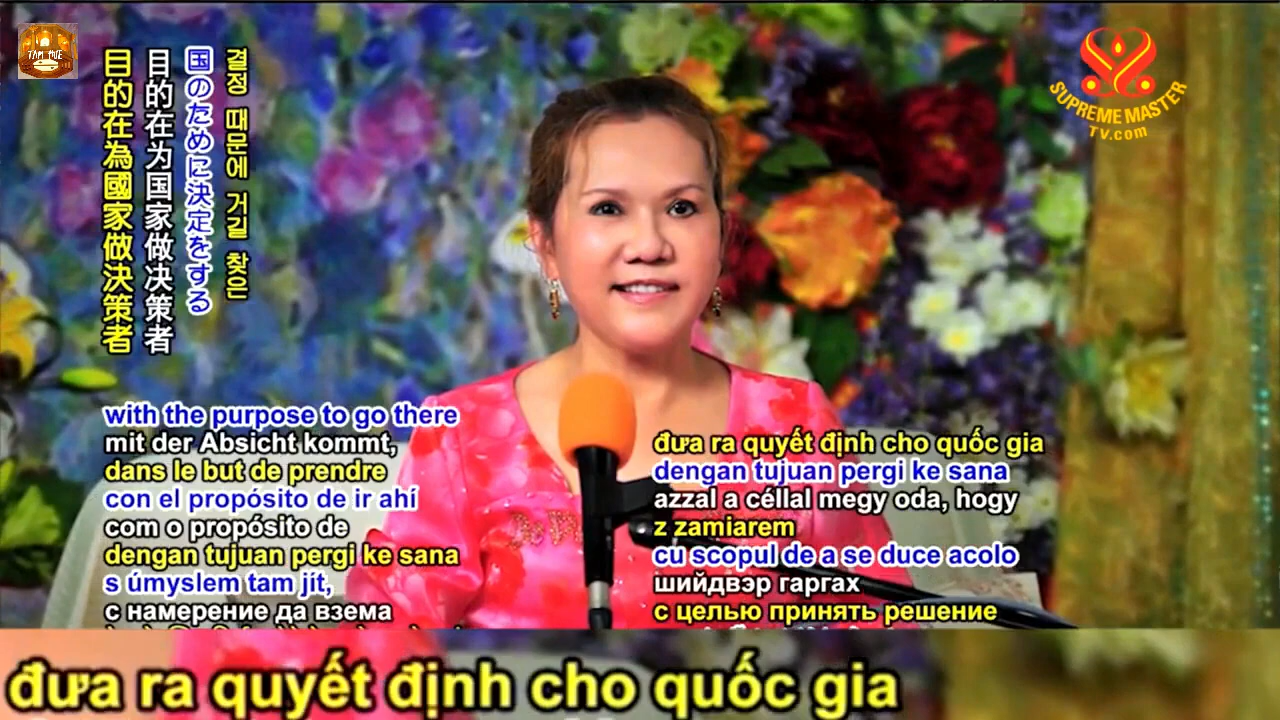 TAM THE
SUPREME MASTER
TV.com
결정 때문에 거길 찾은
国のために決定をする
目的在为国家做决策者
目的在為國家做決策者
with the purpose to go there
mit der Absicht kommt,
dans le but de prendre
con el propósito de ir ahí
com o propósito de
dengan tujuan pergi ke sana
s úmyslem tam jít,
с намерение да взема
đưa ra quyết định cho quốc gia
dengan tujuan pergi ke sana
azzal a céllal megy oda, hogy
z zamiarem
cu scopul de a se duce acolo
шийдвэр гаргах
с целью принять решение
đưa ra quyết định cho quốc gia